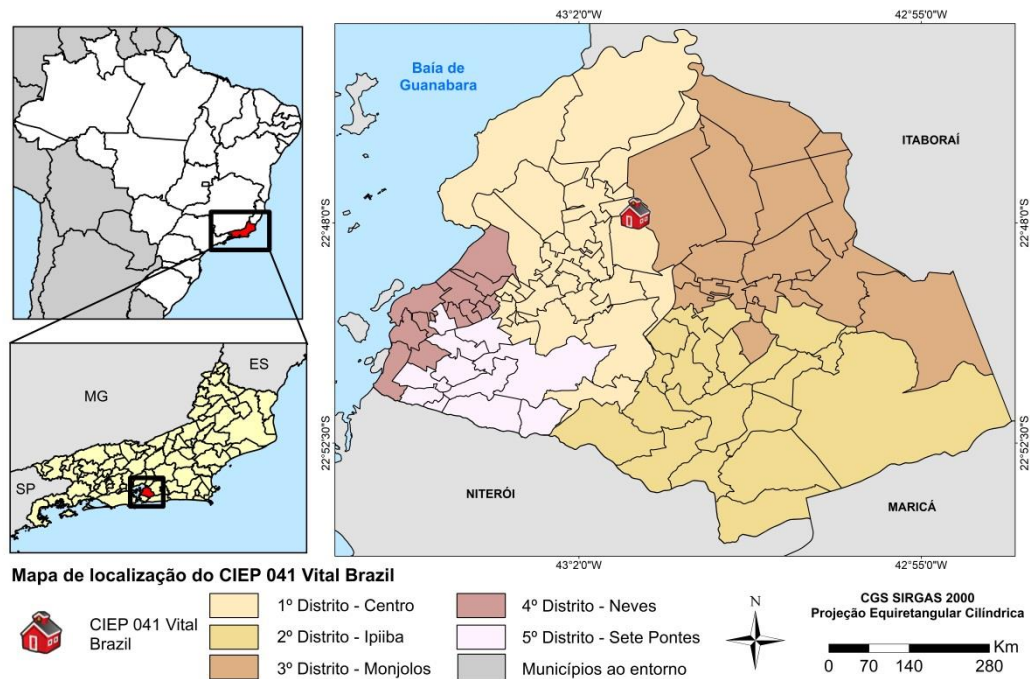 43°2'0"W
42°55'0"W
Baía de
Guanabara
ITABORAÍ
22°48'0"S
22°48'0"S
ES
MG
SP
22°52'30"S
22°52'30"S
NITERÓI
MARICÁ
43°2'0"W
42°55'0"W
Mapa de localização do CIEP 041 Vital Brazil
CIEP 041 Vital
Brazil
1º Distrito - Centro
2º Distrito - Ipiiba
3º Distrito - Monjolos
4º Distrito - Neves
5º Distrito - Sete Pontes
Municípios ao entorno
N
CGS SIRGAS 2000
Projeção Equiretangular Cilíndrica
Km
0 70 140 280